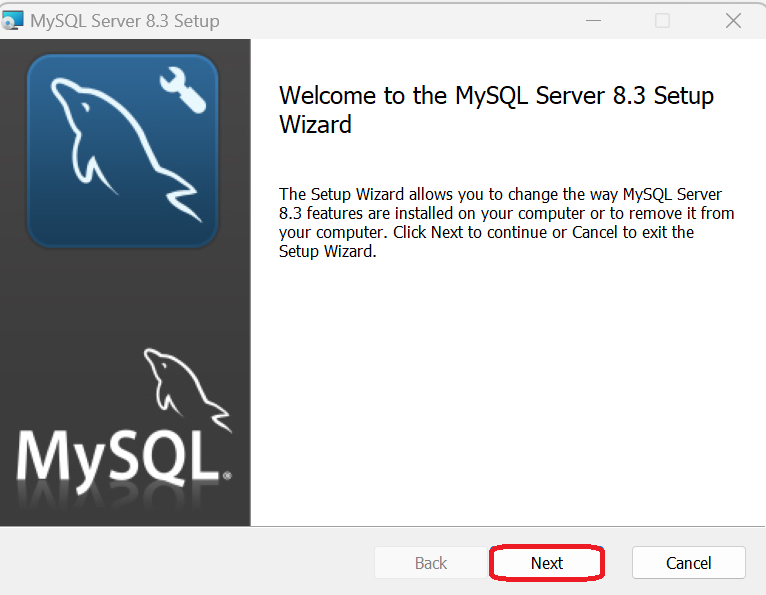 MySQL Server 8.3 Setup
Welcome to the MySQL Server 8.3 Setup
Wizard
The Setup Wizard allows you to change the way MySQL Server
8.3 features are installed on your computer or to remove it from
your computer. Click Next to continue or Cancel to exit the
Setup Wizard.
MySQL®
Back Next Cancel